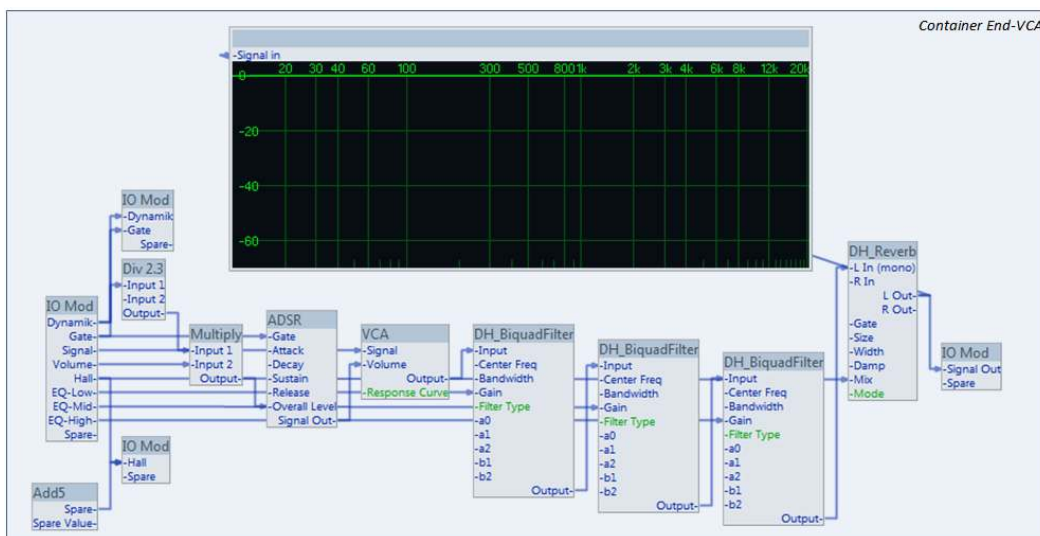 Container End-VCA
-Signal in
20 30 40 60 100 300 500 800 1k 2k 3k 4k 6k 8k 12k 20k
0
-20
-40
-60
IO Mod
-Dynamik
-Gate
Spare-
Div 2.3
-Input 1
-Input 2
Output-
IO Mod
Dynamik-
Gate-
Signal-
Volume-
Hall-
EQ-Low-
EQ-Mid-
EQ-High-
Spare-
Multiply
-Input 1
-Input 2
Output-
ADSR
-Gate
-Attack
-Decay
-Sustain
-Release
-Overall Level
Signal Out-
VCA
-Signal
-Volume
Output-
-Response Curve
DH_BiquadFilter
-Input
-Center Freq
-Bandwidth
-Gain
-Filter Type
-a0
-a1
-a2
-b1
-b2
Output-
DH_BiquadFilter
-Input
-Center Freq
-Bandwidth
-Gain
-Filter Type
-a0
-a1
-a2
-b1
-b2
Output-
DH_BiquadFilter
-Input
-Center Freq
-Bandwidth
-Gain
-Filter Type
-a0
-a1
-a2
-b1
-b2
Output-
DH_Reverb
-L In (mono)
-R In
L Out-
R Out-
-Gate
-Size
-Width
-Damp
-Mix
-Mode
IO Mod
-Signal Out
-Spare
IO Mod
-Hall
-Spare
Add5
Spare-
Spare Value-